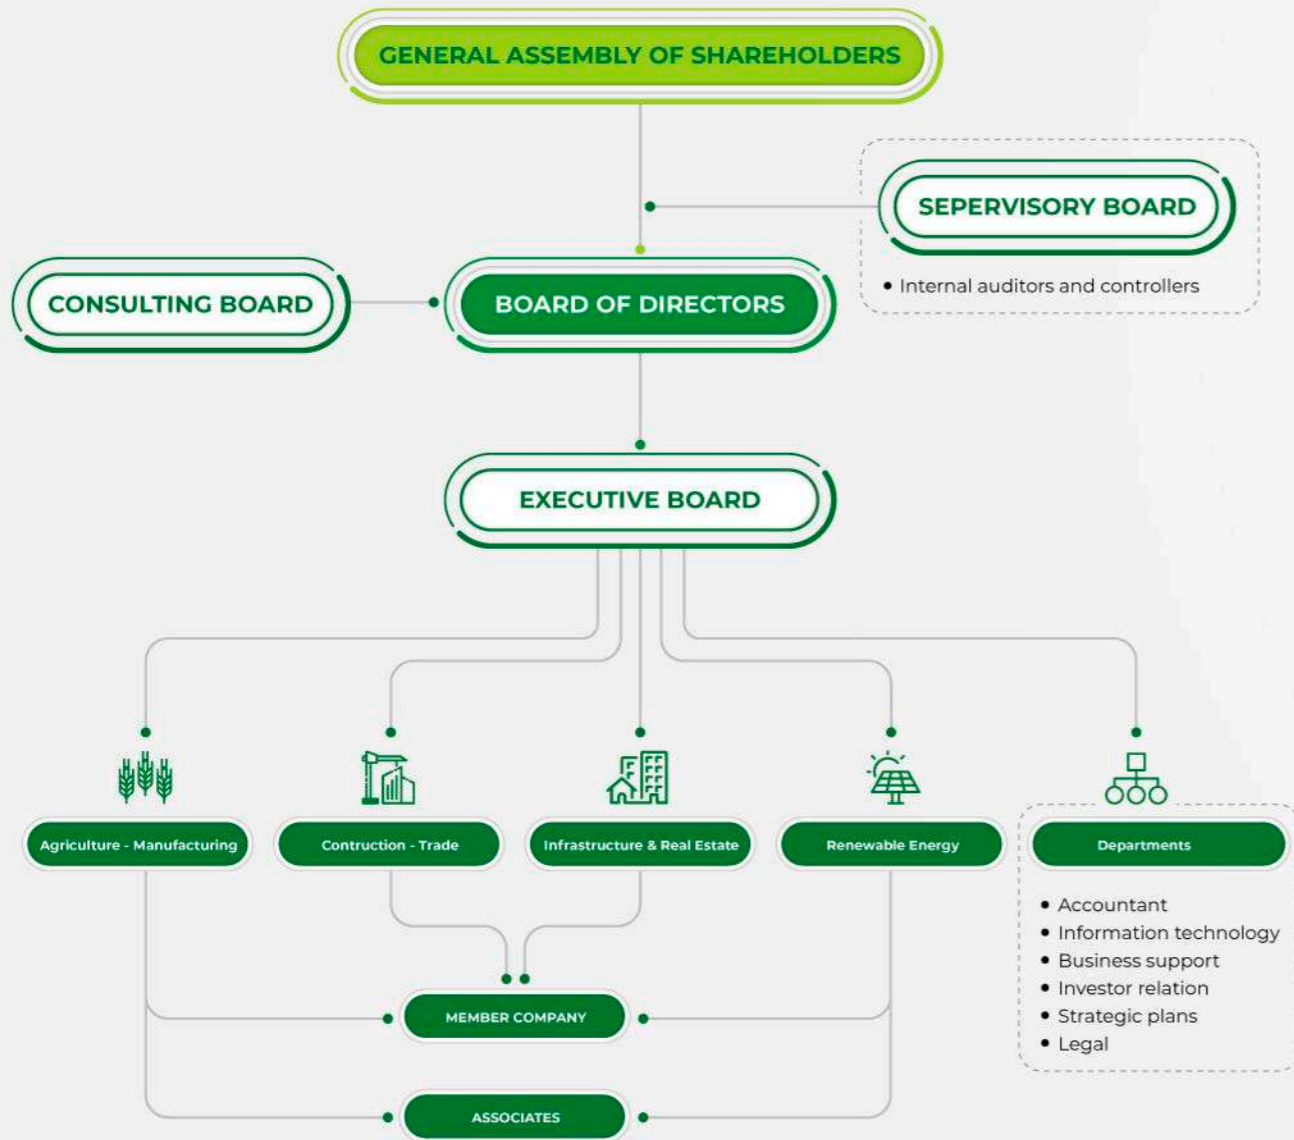 GENERAL ASSEMBLY OF SHAREHOLDERS
SEPERVISORY BOARD
• Internal auditors and controllers
CONSULTING BOARD
BOARD OF DIRECTORS
EXECUTIVE BOARD
Agriculture - Manufacturing
Contruction - Trade
Infrastructure & Real Estate
Renewable Energy
Departments
• Accountant
• Information technology
• Business support
• Investor relation
• Strategic plans
• Legal
MEMBER COMPANY
ASSOCIATES